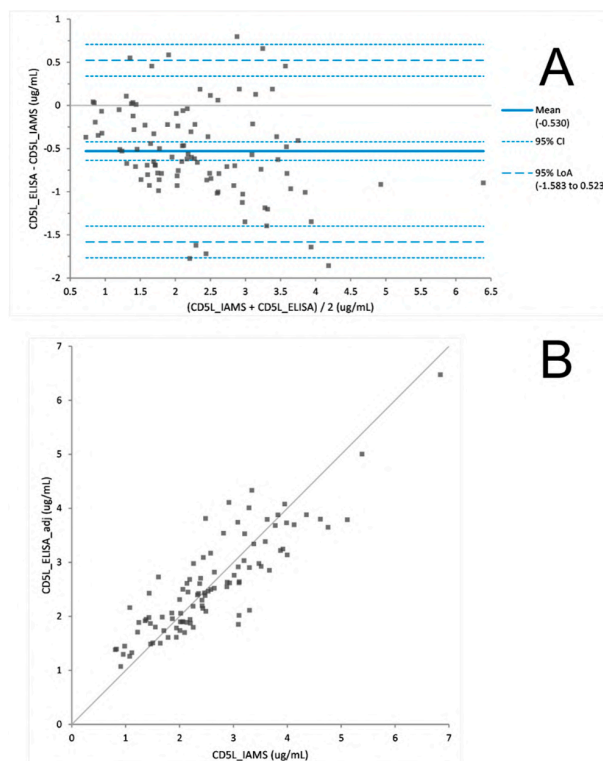 A
1
0.5
0
-0.5
-1
-1.5
-2
CD5L_ELISA - CD5L_IAMS (ug/mL)
0.5 1 1.5 2 2.5 3 3.5 4 4.5 5 5.5 6 6.5
(CD5L_IAMS + CD5L_ELISA) / 2 (ug/mL)
Mean
(-0.530)
95% CI
95% LoA
(-1.583 to 0.523)
B
7
6
5
4
3
2
1
0
CD5L_ELISA_adj (ug/mL)
0 1 2 3 4 5 6 7
CD5L_IAMS (ug/mL)